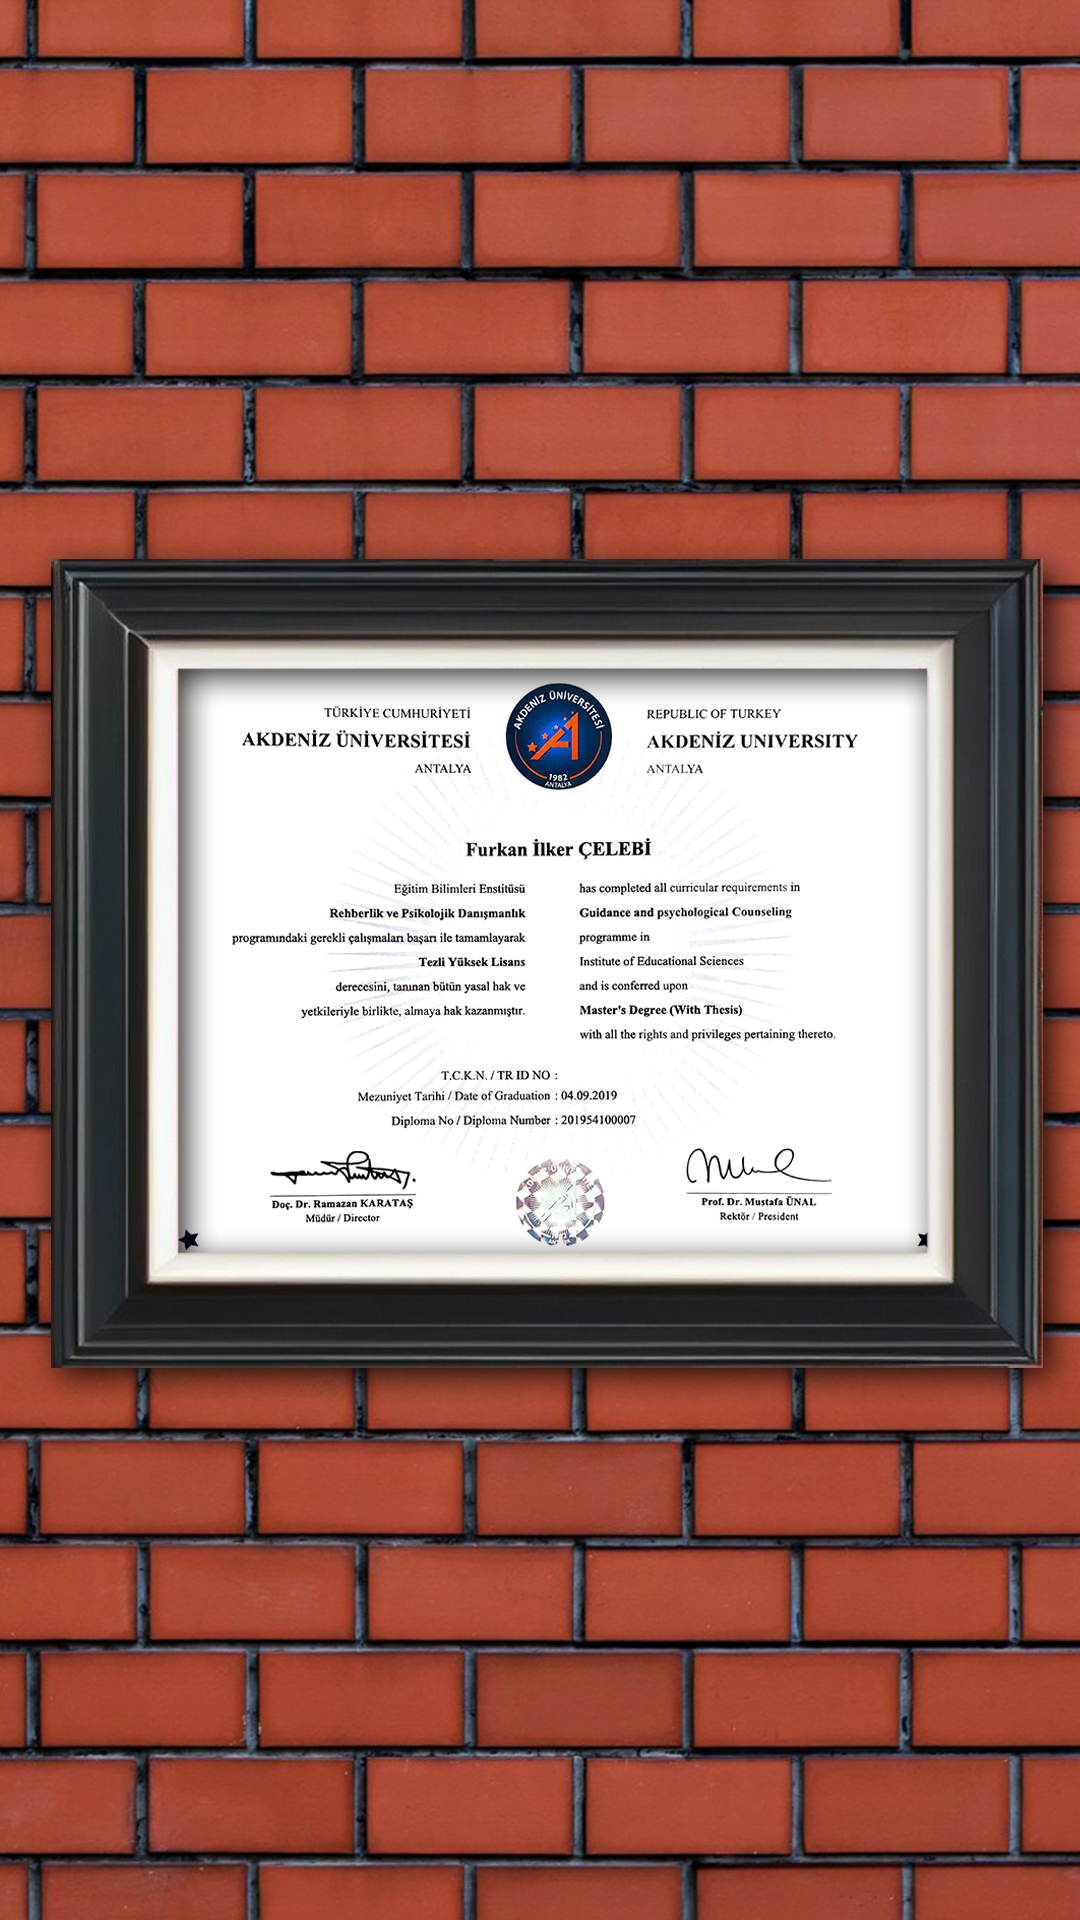 TÜRKİYE CUMHURİYETİ
AKDENİZ ÜNİVERSİTESİ
ANTALYA
AKDENİZ ÜNİVERSİTESİ
1982
ANTALYA
REPUBLIC OF TURKEY
AKDENİZ UNIVERSITY
ANTALYA
Furkan İlker ÇELEBİ
Eğitim Bilimleri Enstitüsü
Rehberlik ve Psikolojik Danışmanlık
programındaki gerekli çalışmaları başarı ile tamamlayarak
Tezli Yüksek Lisans
derecesini, tanınan bütün yasal hak ve
yetkileriyle birlikte, almaya hak kazanmıştır.
has completed all curricular requirements in
Guidance and psychological Counseling
programme in
Institute of Educational Sciences
and is conferred upon
Master's Degree (With Thesis)
with all the rights and privileges pertaining thereto.
T.C.K.N. / TR ID NO :
Mezuniyet Tarihi / Date of Graduation : 04.09.2019
Diploma No / Diploma Number : 201954100007
Doç. Dr. Ramazan KARATAŞ
Müdür / Director
Prof. Dr. Mustafa ÜNAL
Rektör / President